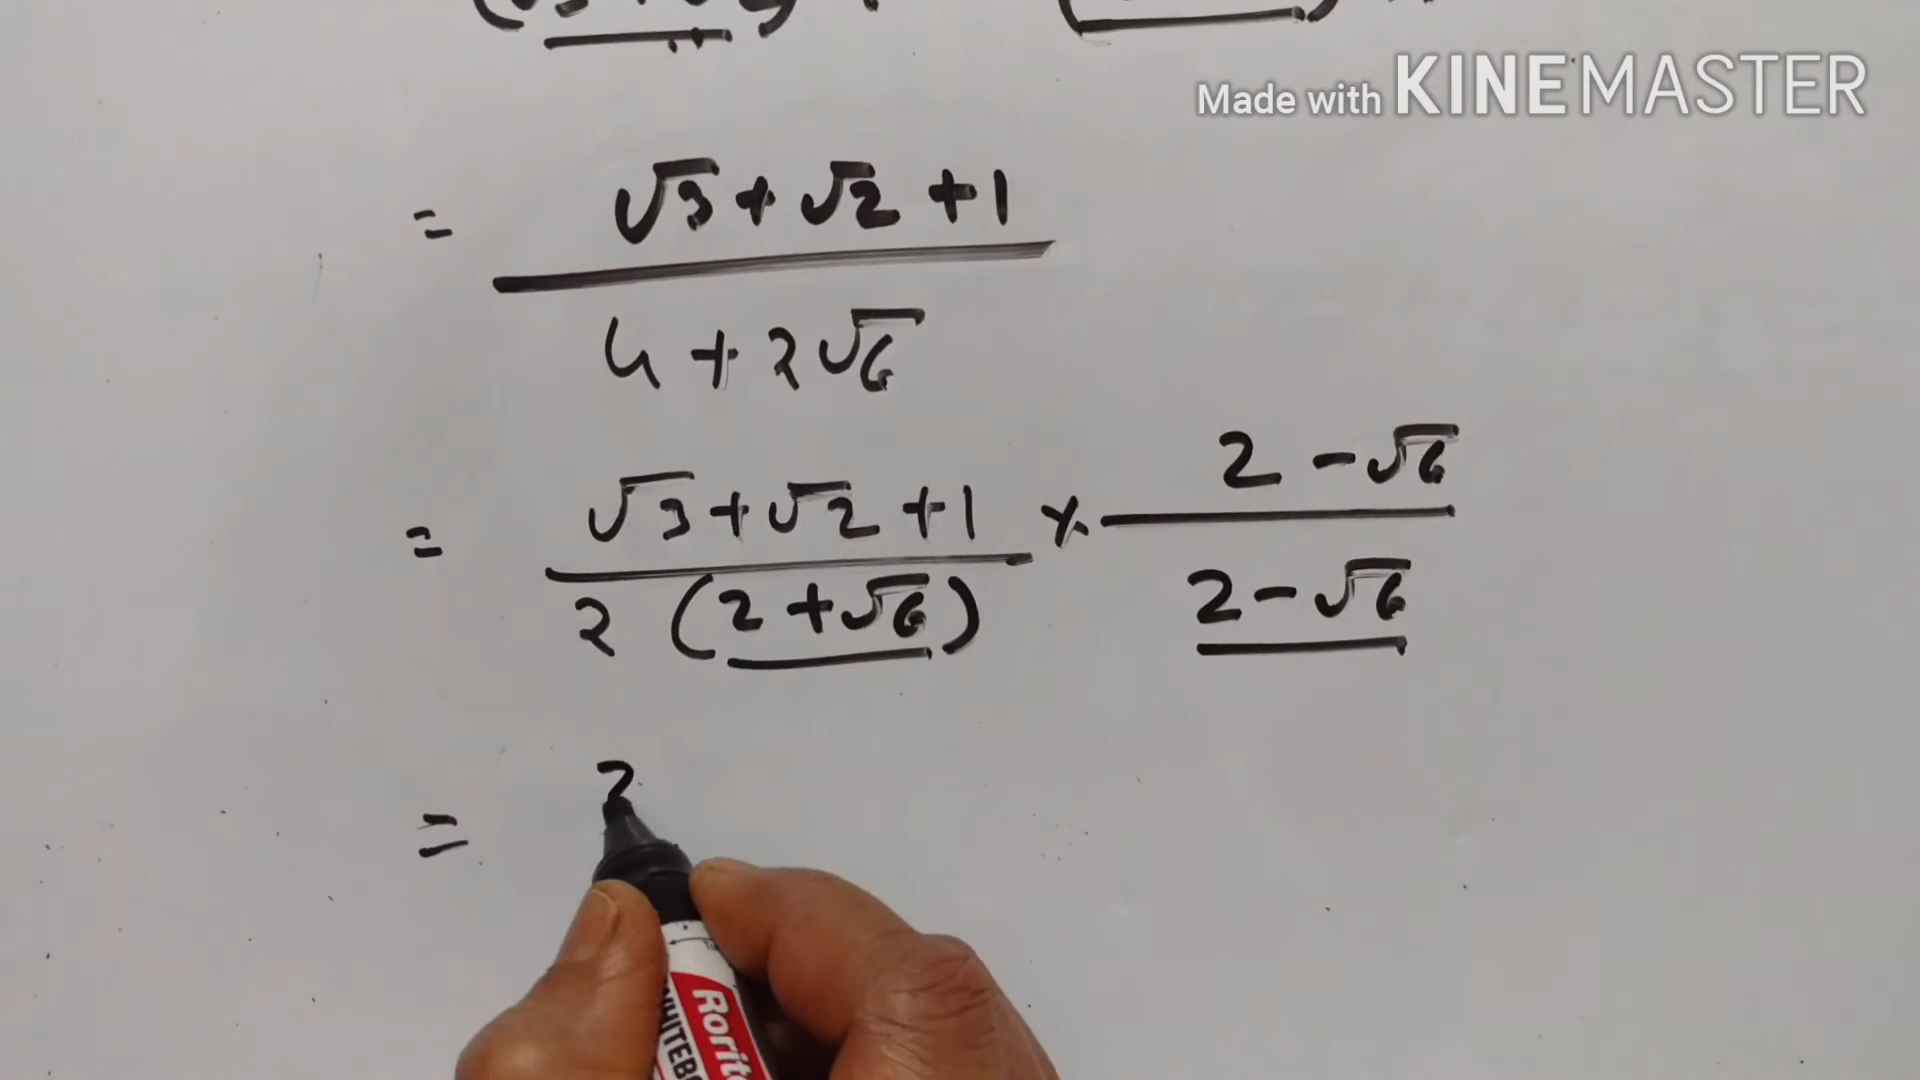 Made with KINEMASTER
= √3 + √2 + 1
4 + 2√6
= √3 + √2 + 1 × 2 - √6
2 (2 + √6) 2 - √6
= 2
Rorito